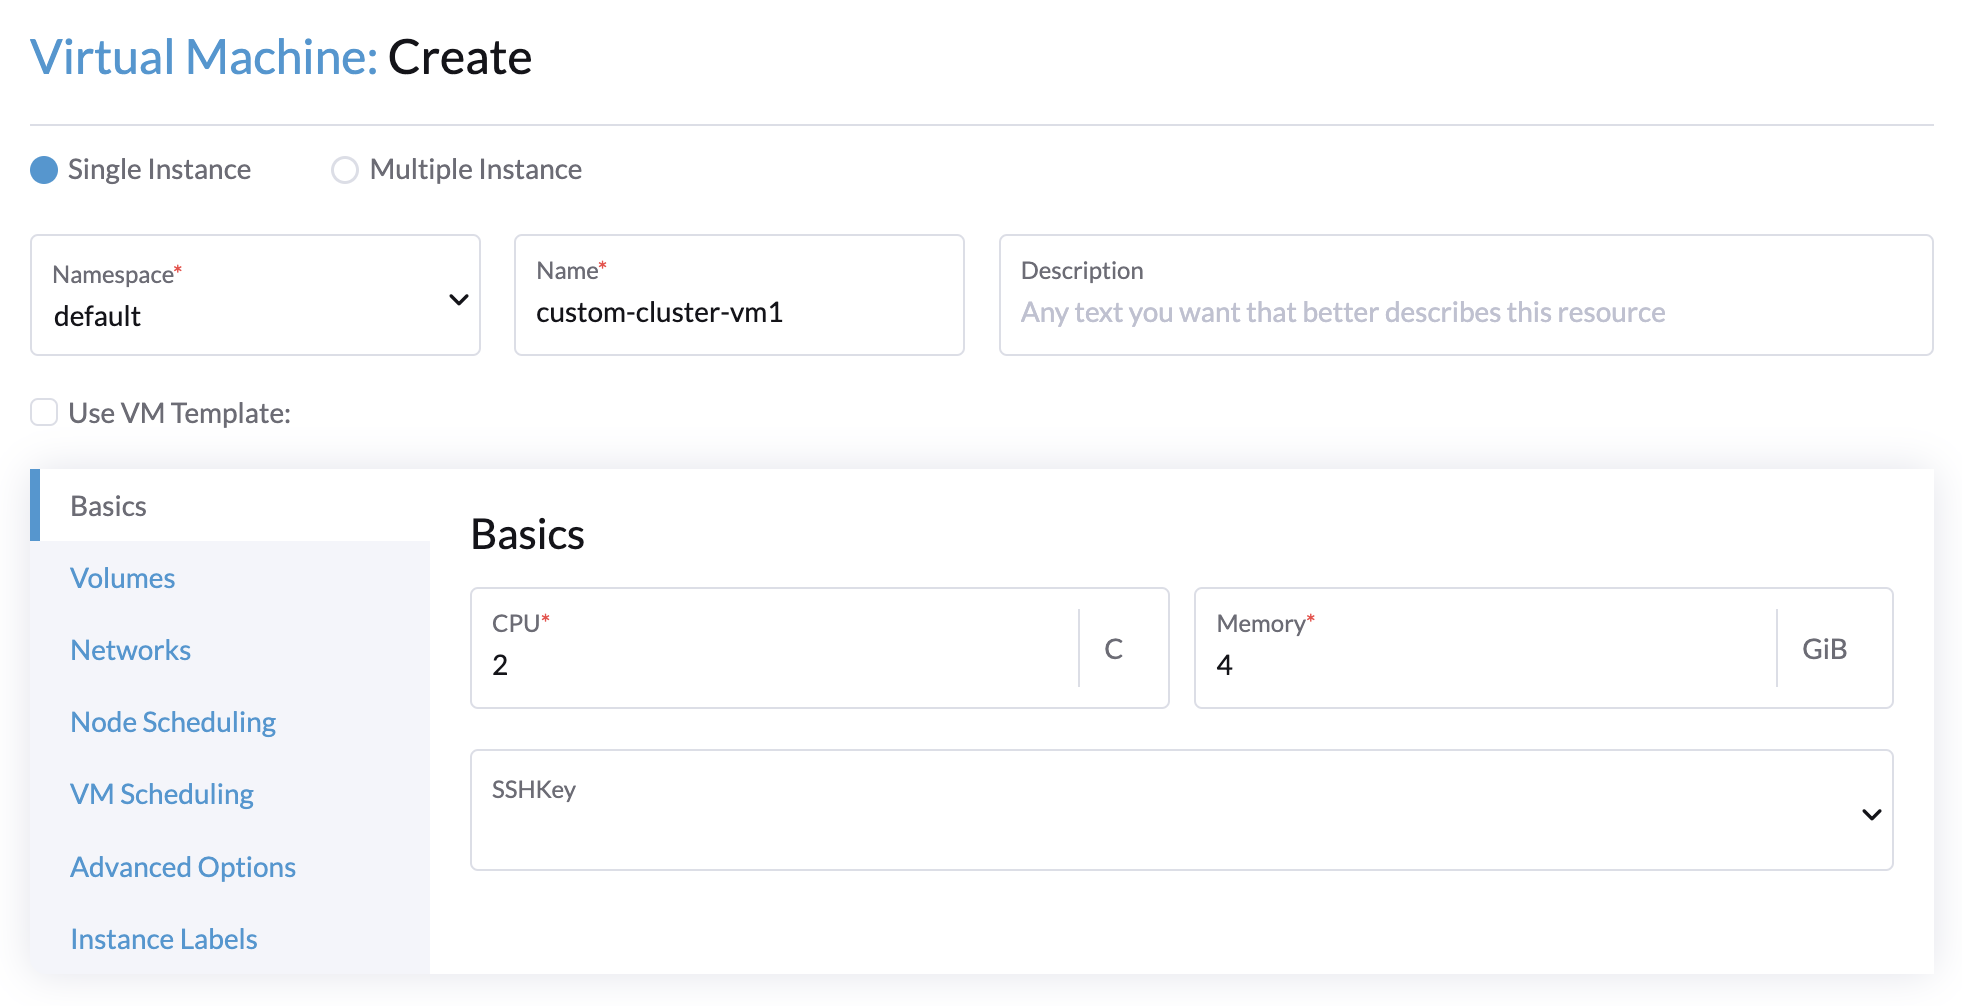 Virtual Machine: Create
Single Instance
Multiple Instance
Namespace*
default
Name*
custom-cluster-vm1
Description
Any text you want that better describes this resource
Use VM Template:
Basics
Volumes
Networks
Node Scheduling
VM Scheduling
Advanced Options
Instance Labels
Basics
CPU*
2
C
Memory*
4
GiB
SSHKey